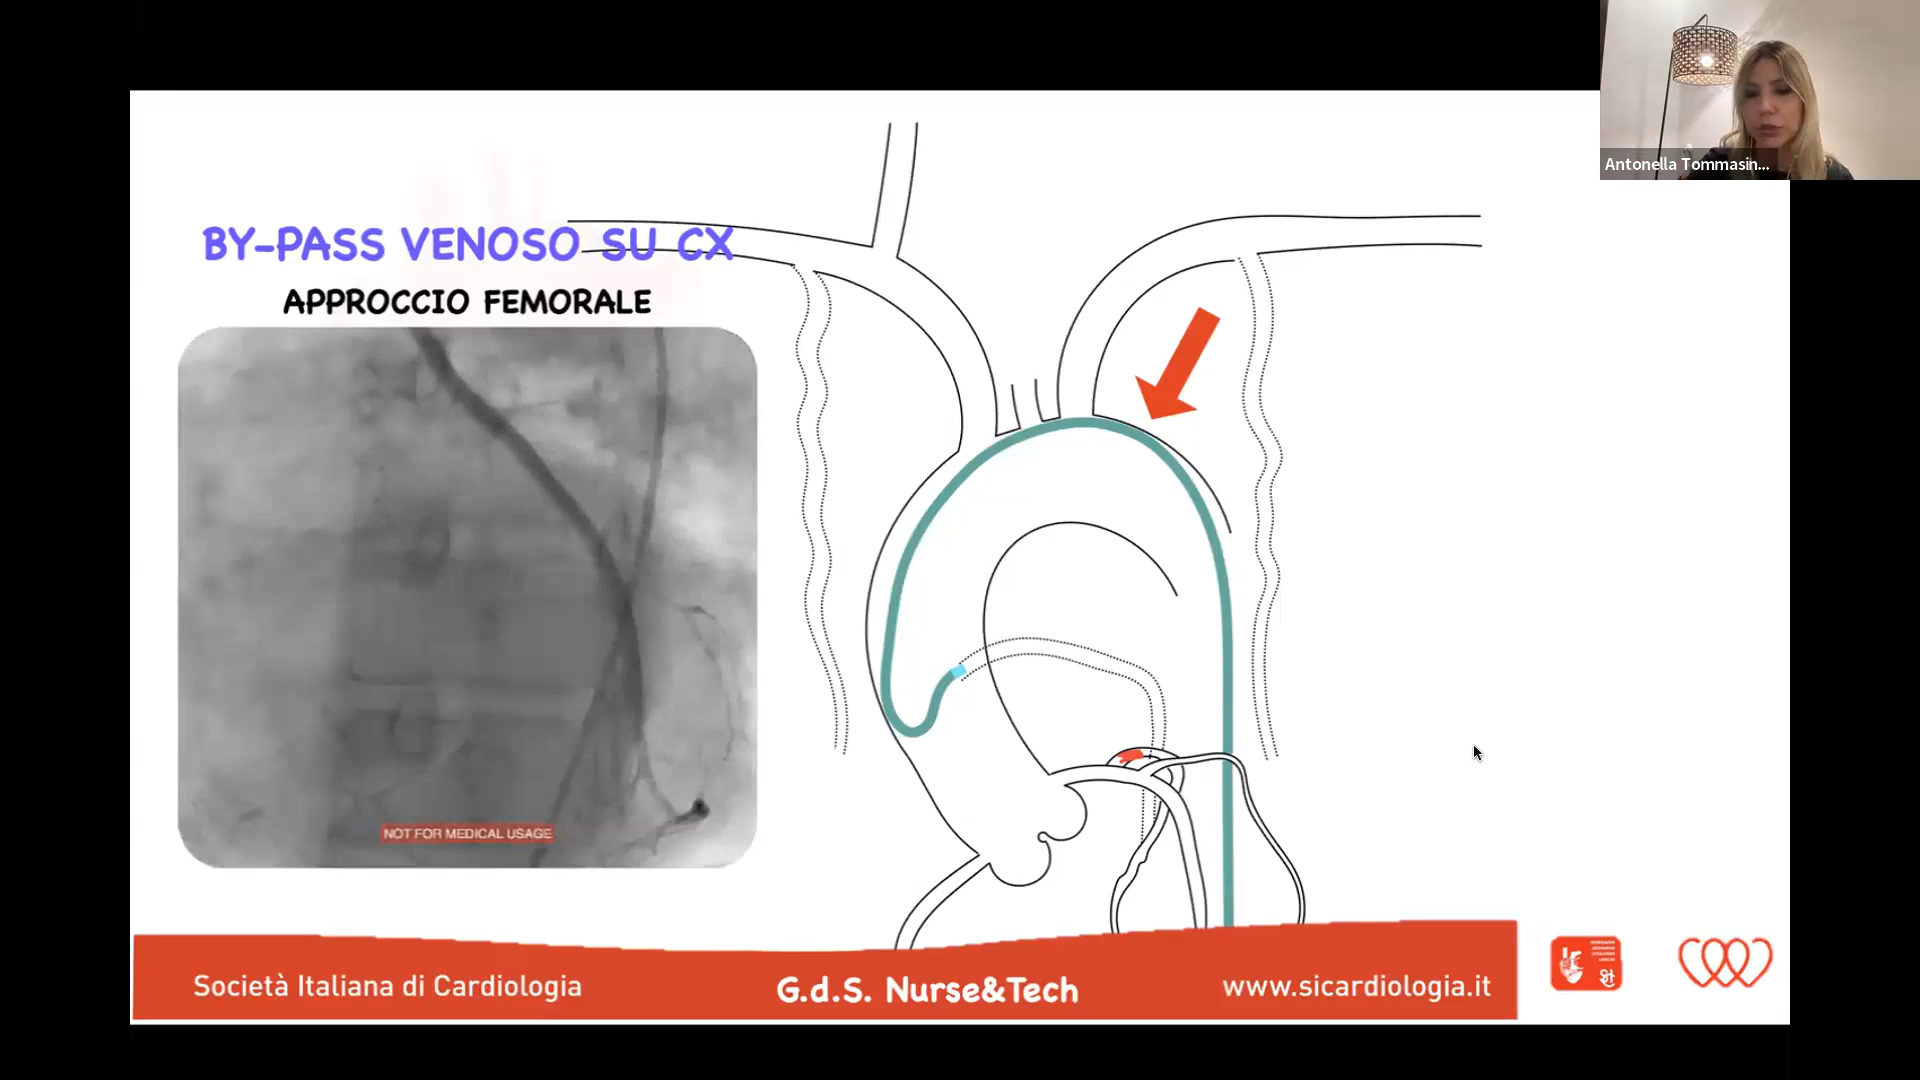 Antonella Tommasin...
BY-PASS VENOSO SU CX
APPROCCIO FEMORALE
NOT FOR MEDICAL USAGE
Società Italiana di Cardiologia
G.d.S. Nurse&Tech
www.sicardiologia.it